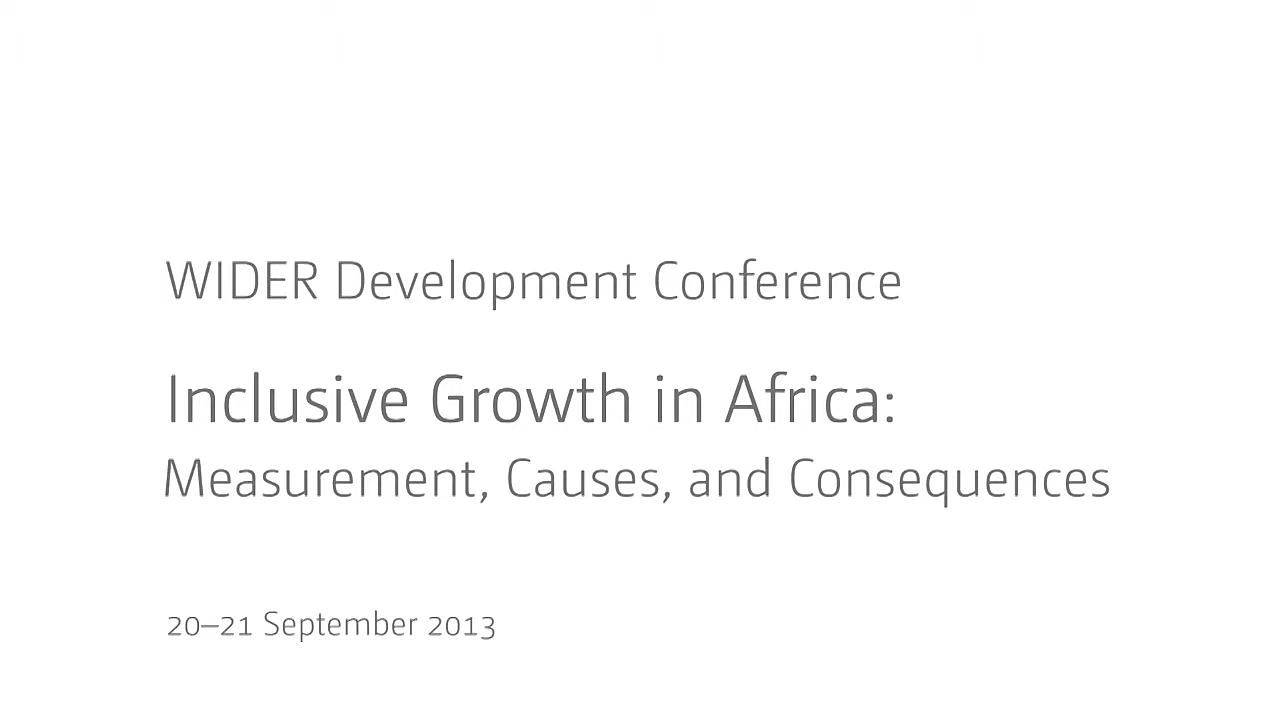 WIDER Development Conference
Inclusive Growth in Africa:
Measurement, Causes, and Consequences
20–21 September 2013